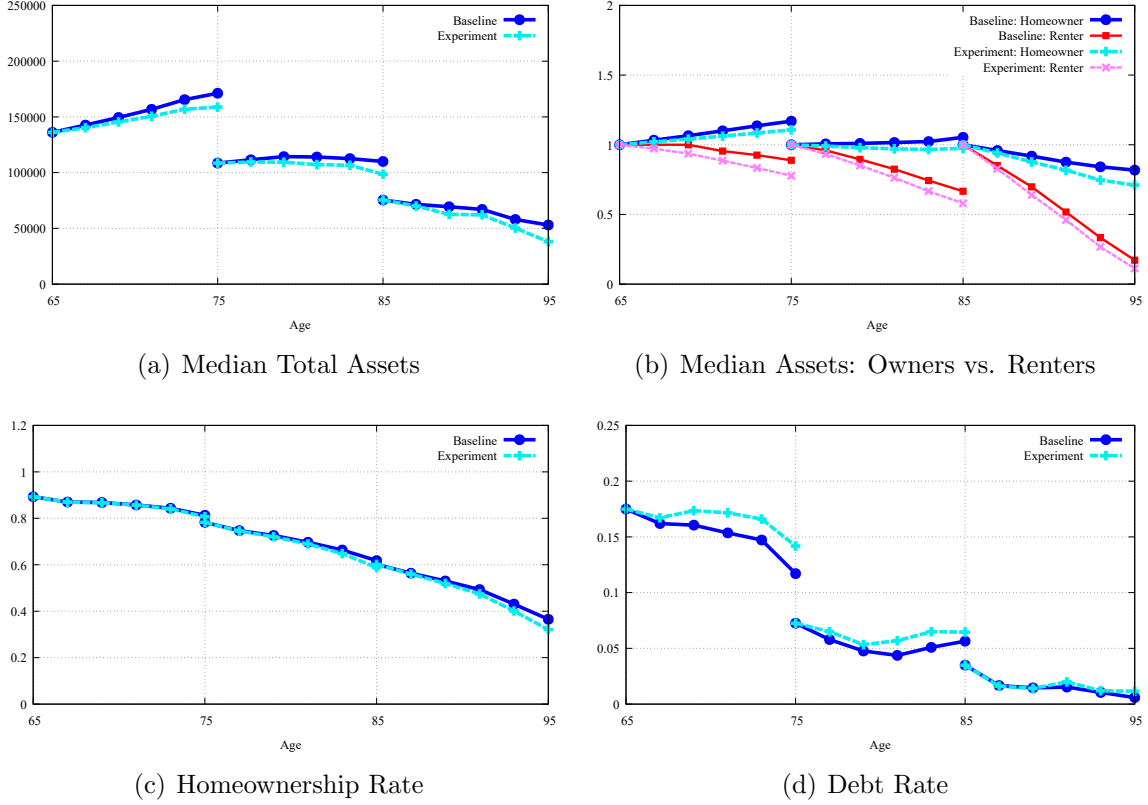 250000
200000
150000
100000
50000
0
65
75
85
95
Age
Baseline
Experiment
(a) Median Total Assets
2
1.5
1
0.5
0
65
75
85
95
Age
Baseline: Homeowner
Baseline: Renter
Experiment: Homeowner
Experiment: Renter
(b) Median Assets: Owners vs. Renters
1.2
1
0.8
0.6
0.4
0.2
0
65
75
85
95
Age
Baseline
Experiment
(c) Homeownership Rate
0.25
0.2
0.15
0.1
0.05
0
65
75
85
95
Age
Baseline
Experiment
(d) Debt Rate